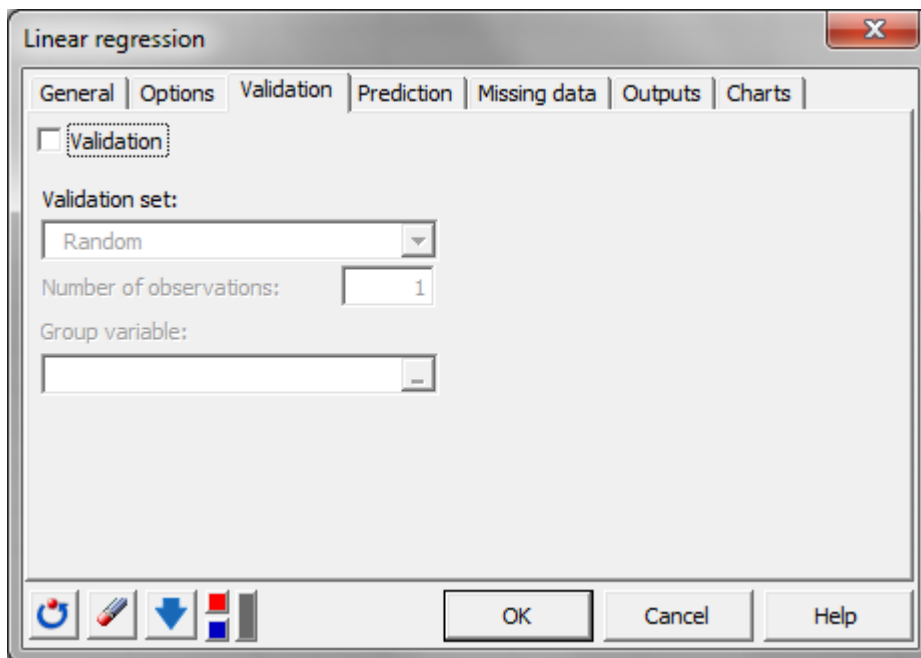 Linear regression
General Options Validation Prediction Missing data Outputs Charts
Validation
Validation set:
Random
Number of observations: 1
Group variable:
OK Cancel Help